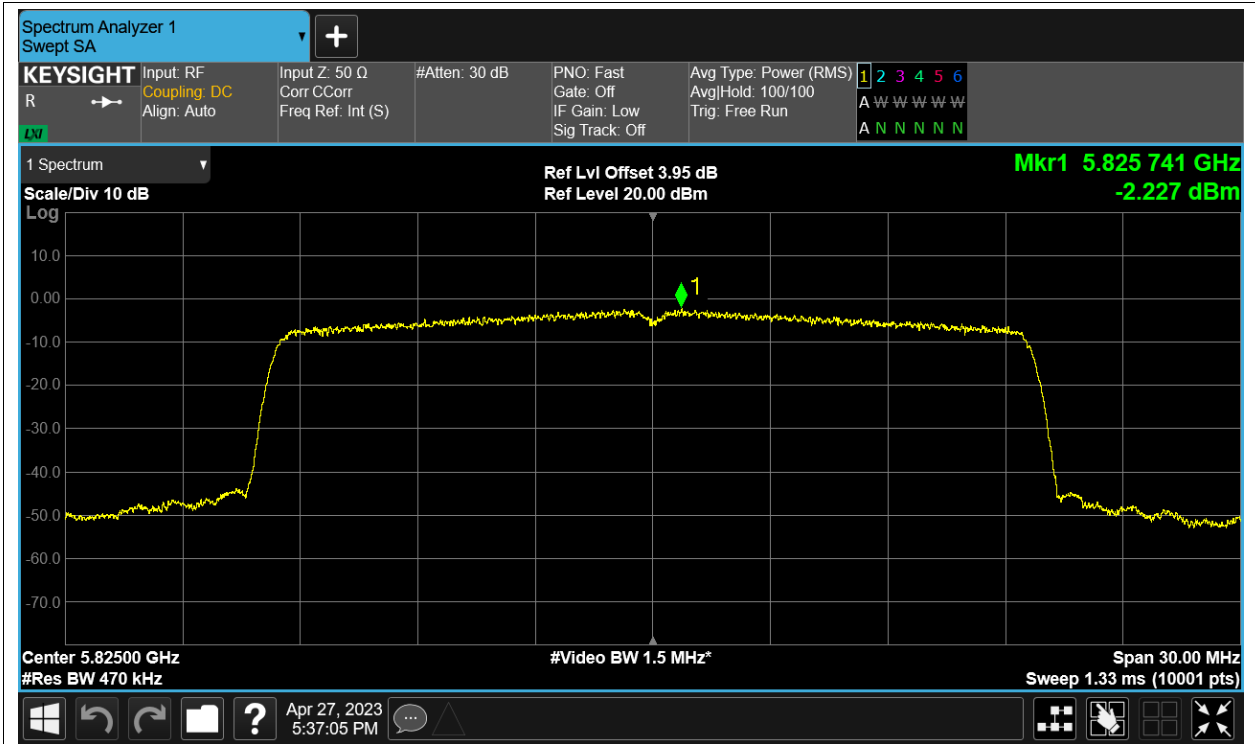 Spectrum Analyzer 1
Swept SA
KEYSIGHT
R
LXI
Input: RF
Coupling: DC
Align: Auto
Input Z: 50 Ω
Corr CCorr
Freq Ref: Int (S)
#Atten: 30 dB
PNO: Fast
Gate: Off
IF Gain: Low
Sig Track: Off
Avg Type: Power (RMS)
Avg|Hold: 100/100
Trig: Free Run
1 2 3 4 5 6
A W W W W W
A N N N N N
1 Spectrum
Scale/Div 10 dB
Log
Ref Lvl Offset 3.95 dB
Ref Level 20.00 dBm
Mkr1 5.825 741 GHz
-2.227 dBm
10.0
0.00
-10.0
-20.0
-30.0
-40.0
-50.0
-60.0
-70.0
1
Center 5.82500 GHz
#Res BW 470 kHz
#Video BW 1.5 MHz*
Span 30.00 MHz
Sweep 1.33 ms (10001 pts)
?
Apr 27, 2023
5:37:05 PM